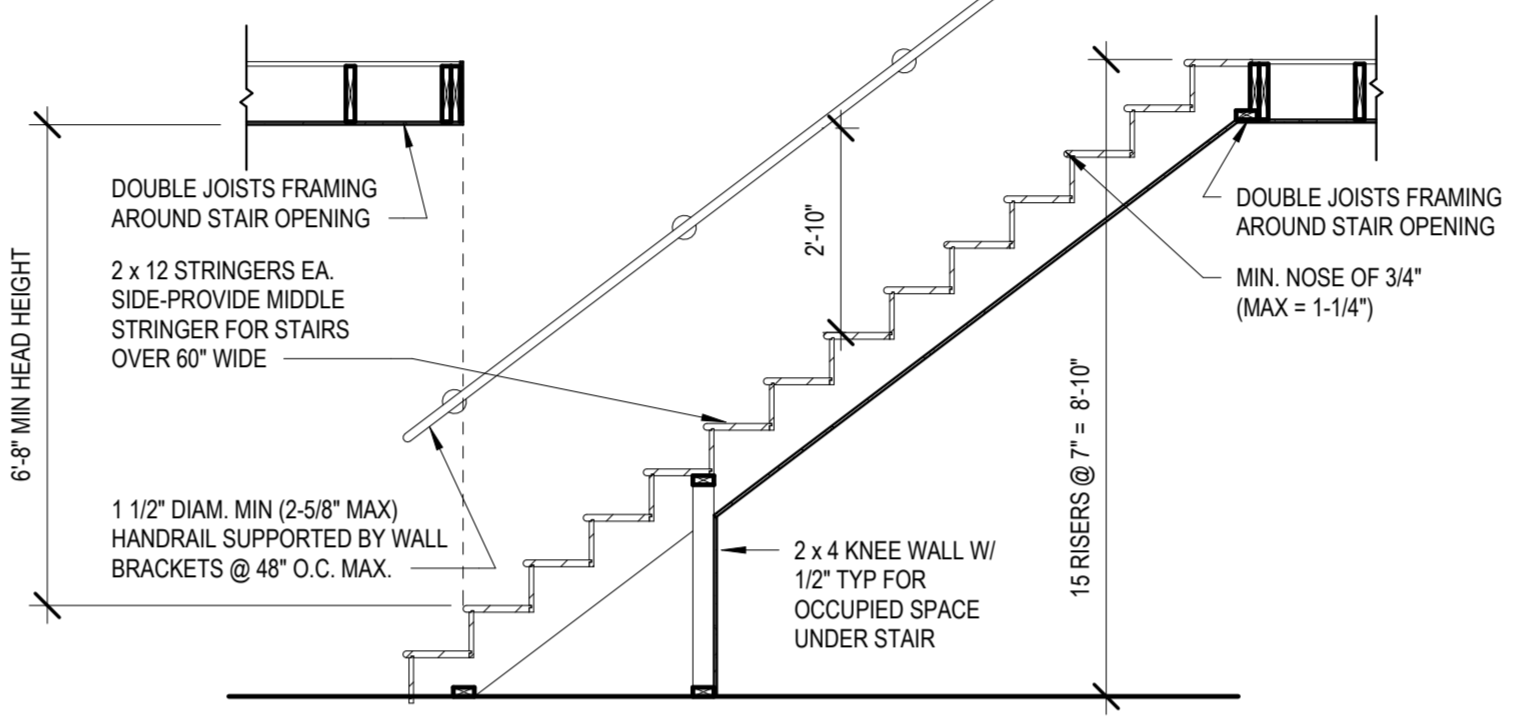 6'-8" MIN HEAD HEIGHT
DOUBLE JOISTS FRAMING
AROUND STAIR OPENING
2 x 12 STRINGERS EA.
SIDE-PROVIDE MIDDLE
STRINGER FOR STAIRS
OVER 60" WIDE
1 1/2" DIAM. MIN (2-5/8" MAX)
HANDRAIL SUPPORTED BY WALL
BRACKETS @ 48" O.C. MAX.
2'-10"
2 x 4 KNEE WALL W/
1/2" TYP FOR
OCCUPIED SPACE
UNDER STAIR
15 RISERS @ 7" = 8'-10"
DOUBLE JOISTS FRAMING
AROUND STAIR OPENING
MIN. NOSE OF 3/4"
(MAX = 1-1/4")